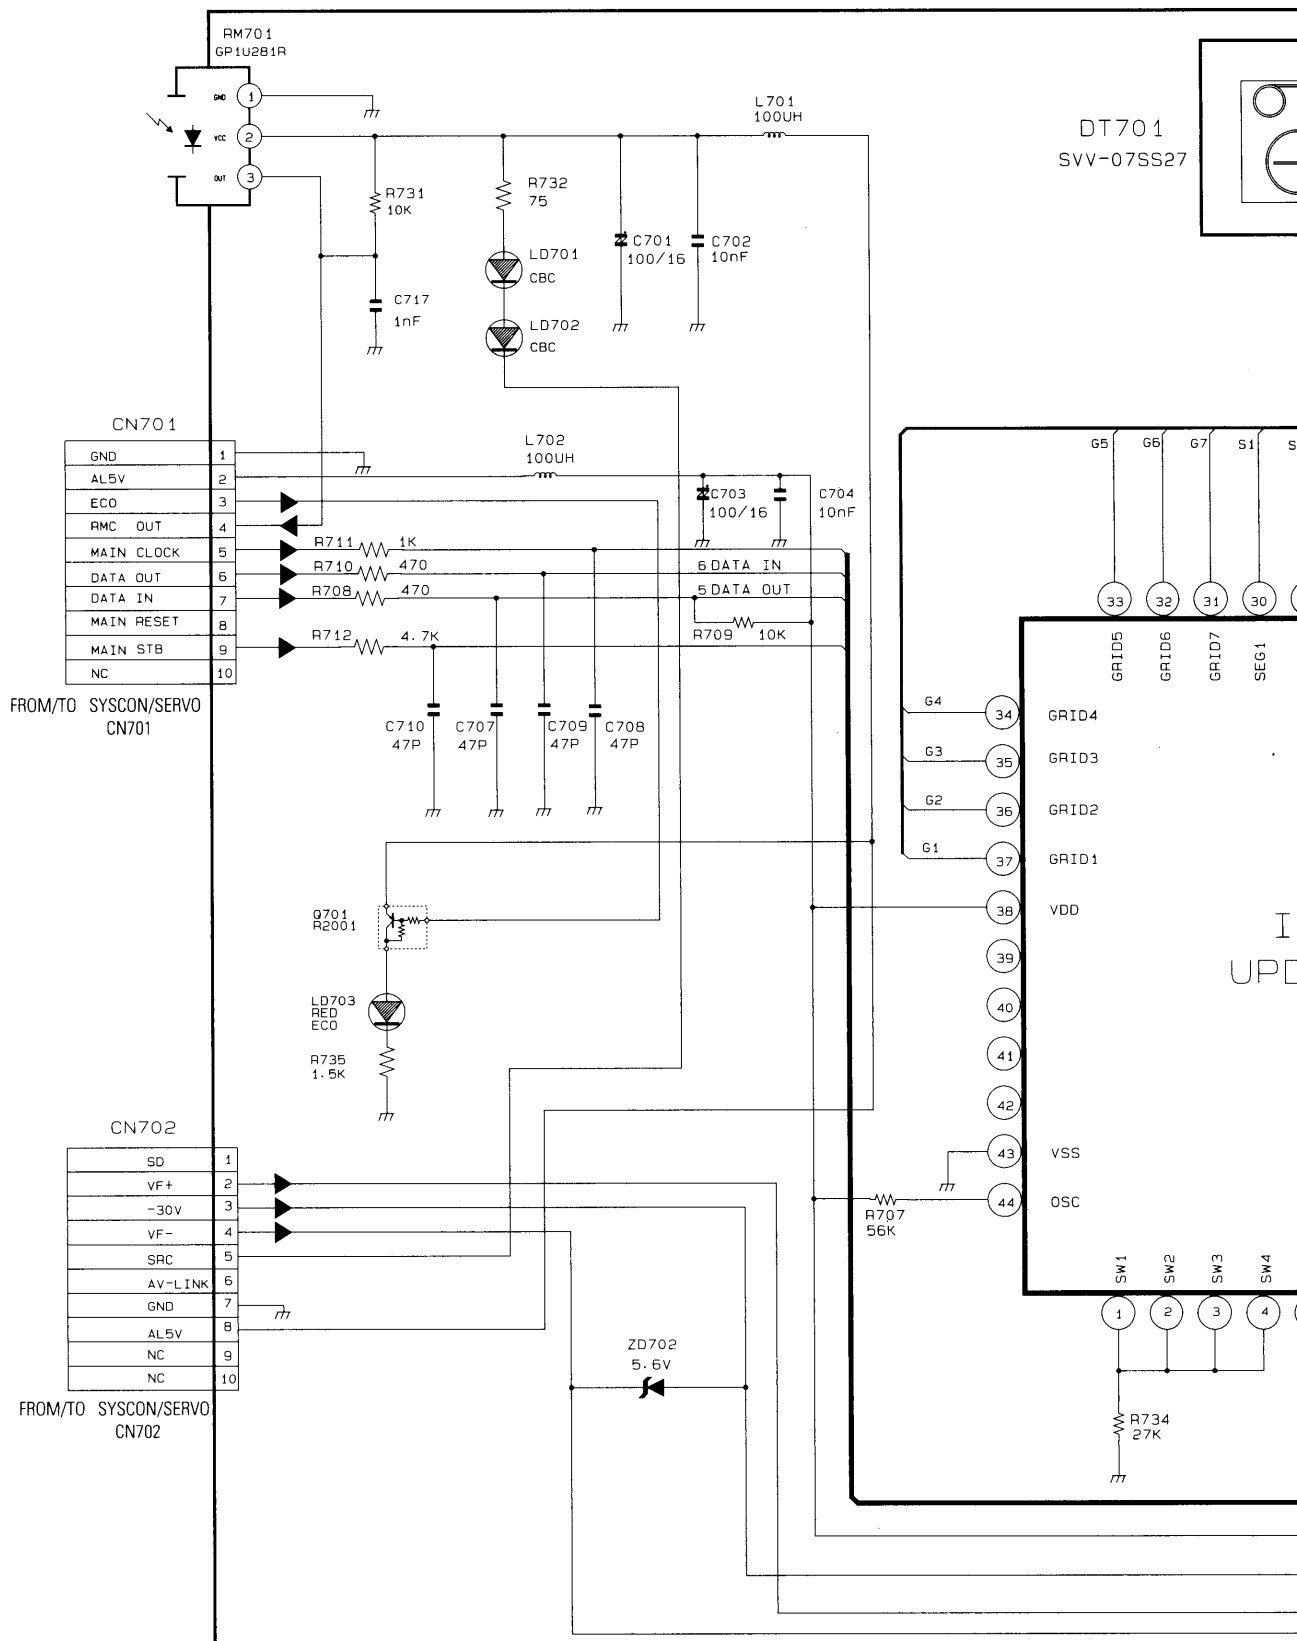 RM701
GP1U281R
GND 1
VCC 2
OUT 3
L701
100UH
DT701
SVV-07SS27
R731
10K
R732
75
C701
100/16
C702
10nF
LD701
CBC
C717
1nF
LD702
CBC
CN701
GND 1
AL5V 2
ECO 3
RMC OUT 4
MAIN CLOCK 5
DATA OUT 6
DATA IN 7
MAIN RESET 8
MAIN STB 9
NC 10
FROM/TO SYSCON/SERVO
CN701
L702
100UH
C703
100/16
C704
10nF
R711 1K
R710 470
R708 470
R712 4.7K
6 DATA IN
5 DATA OUT
R709 10K
C710
47P
C707
47P
C709
47P
C708
47P
G5 G6 G7 S1 S
33 32 31 30
GRID5
GRID6
GRID7
SEG1
G4 34 GRID4
G3 35 GRID3
G2 36 GRID2
G1 37 GRID1
38 VDD
39
40
41
42
43 VSS
44 OSC
I
UPD
Q701
R2001
LD703
RED
ECO
R735
1.5K
R707
56K
CN702
SD 1
VF+ 2
-30V 3
VF- 4
SRC 5
AV-LINK 6
GND 7
AL5V 8
NC 9
NC 10
FROM/TO SYSCON/SERVO
CN702
ZD702
5.6V
SW1
SW2
SW3
SW4
1 2 3 4
R734
27K